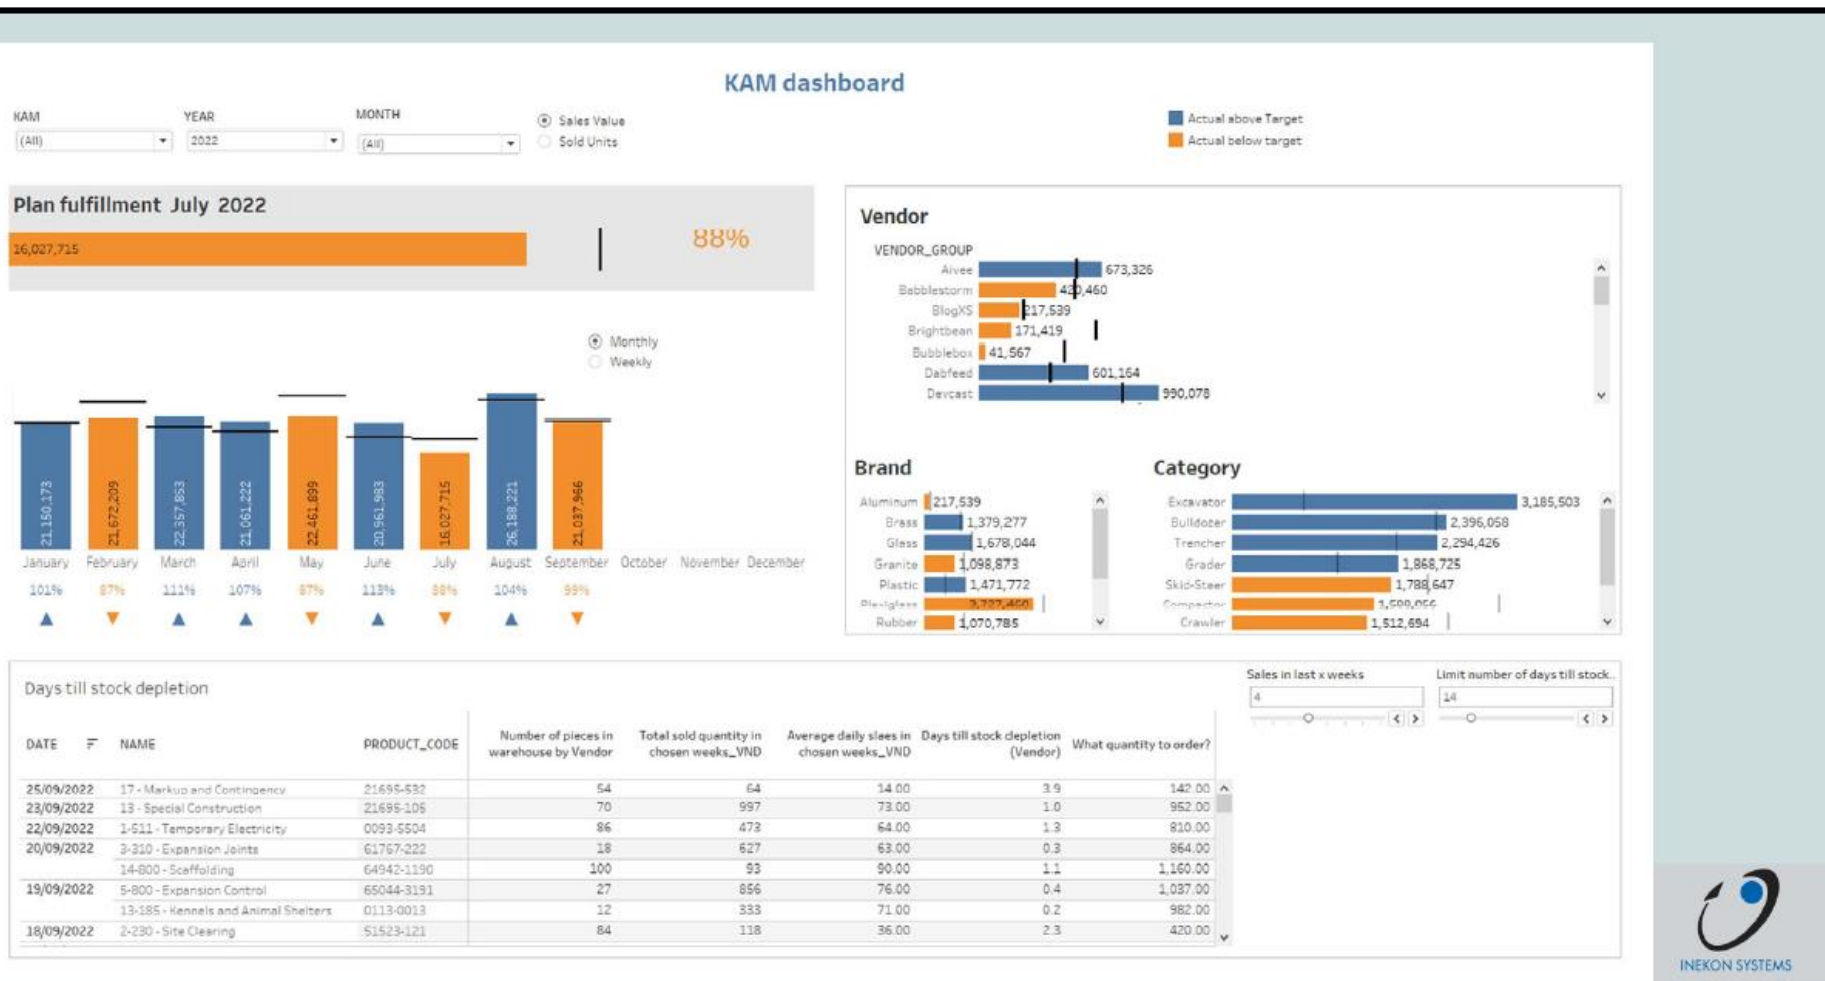 KAM dashboard
KAM
YEAR
MONTH
(All)
2022
(All)
Sales Value
Sold Units
Actual above Target
Actual below target
Plan fulfillment July 2022
16,027,715
88%
Monthly
Weekly
21,150,173
21,672,209
22,357,853
21,061,222
22,461,899
20,961,983
16,027,715
26,188,221
21,037,966
January February March April May June July August September October November December
101% 87% 111% 107% 87% 113% 88% 104% 99%
Vendor
VENDOR_GROUP
Aivee 673,326
Babblestorm 420,460
BlogXS 217,539
Brightbean 171,419
Bubblebox 41,567
Dabfeed 601,164
Devcast 990,078
Brand
Aluminum 217,539
Brass 1,379,277
Glass 1,678,044
Granite 1,098,873
Plastic 1,471,772
Plexiglass
Rubber 1,070,785
Category
Excavator 3,185,503
Bulldozer 2,396,058
Trencher 2,294,426
Grader 1,868,725
Skid-Steer 1,788,647
Compactor
Crawler 1,512,694
Days till stock depletion
Sales in last x weeks
4
Limit number of days till stock..
14
DATE NAME PRODUCT_CODE Number of pieces in warehouse by Vendor Total sold quantity in chosen weeks_VND Average daily slaes in chosen weeks_VND Days till stock depletion (Vendor) What quantity to order?
25/09/2022 17 - Markup and Contingency 21695-532 54 64 14.00 3.9 142.00
23/09/2022 13 - Special Construction 21695-105 70 997 73.00 1.0 952.00
22/09/2022 1-511 - Temporary Electricity 0093-5504 86 473 64.00 1.3 810.00
20/09/2022 3-310 - Expansion Joints 61767-222 18 627 63.00 0.3 864.00
14-800 - Scaffolding 64942-1190 100 93 90.00 1.1 1,160.00
19/09/2022 5-800 - Expansion Control 65044-3191 27 856 76.00 0.4 1,037.00
13-185 - Kennels and Animal Shelters 0113-0013 12 333 71.00 0.2 982.00
18/09/2022 2-230 - Site Clearing 51523-121 84 118 36.00 2.3 420.00
INEKON SYSTEMS